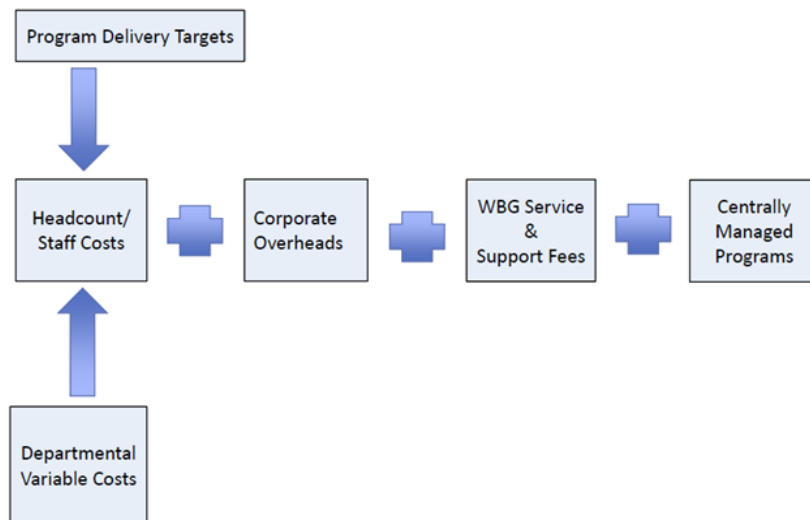 Program Delivery Targets
Headcount/
Staff Costs
Corporate
Overheads
WBG Service
&
Support Fees
Centrally
Managed
Programs
Departmental
Variable Costs